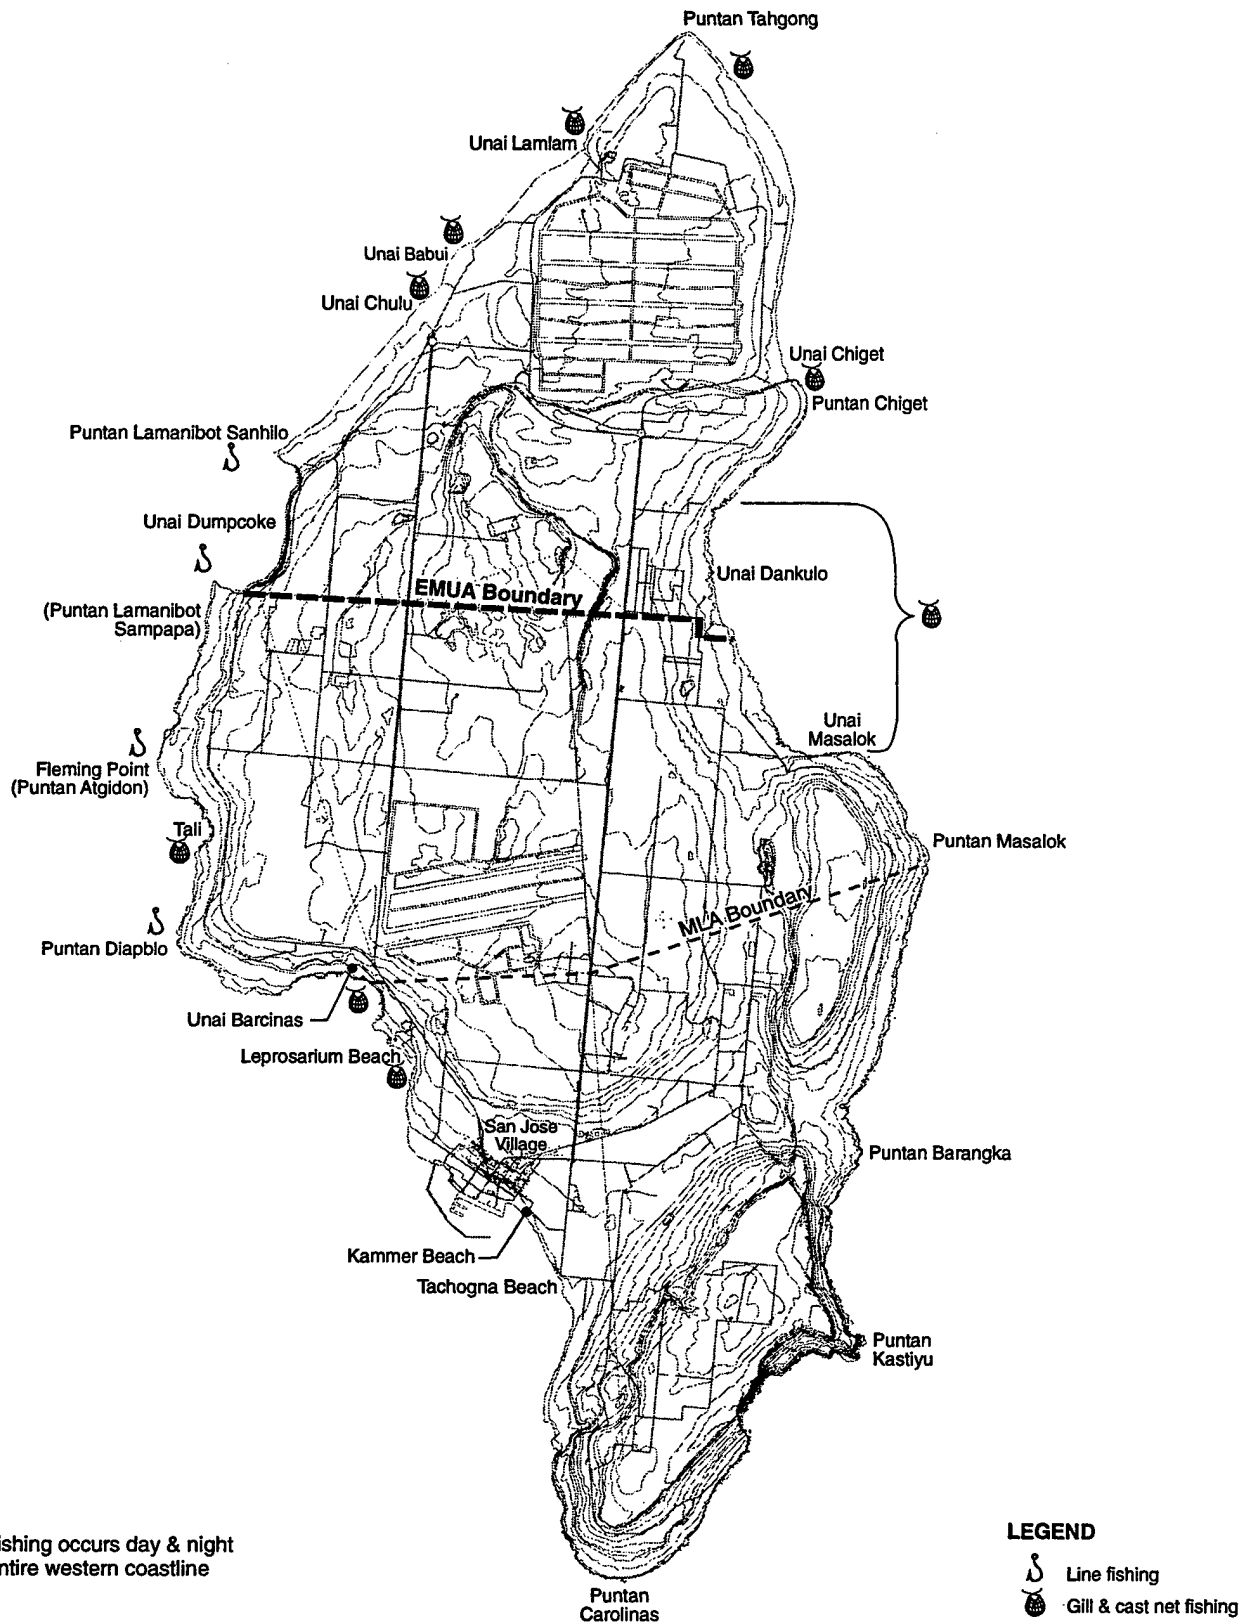 Puntan Tahgong
Unai Lamlam
Unai Babui
Unai Chulu
Unai Chiget
Puntan Chiget
Puntan Lamanibot Sanhilo
Unai Dumpcoke
Unai Dankulo
EMUA Boundary
(Puntan Lamanibot
Sampapa)
Unai
Masalok
Fleming Point
(Puntan Atgidon)
Tali
Puntan Masalok
MLA Boundary
Puntan Diapblo
Unai Barcinas
Leprosarium Beach
San Jose
Village
Puntan Barangka
Kammer Beach
Tachogna Beach
Puntan
Kastiyu
ishing occurs day & night
ntire western coastline
LEGEND
Line fishing
Gill & cast net fishing
Puntan
Carolinas